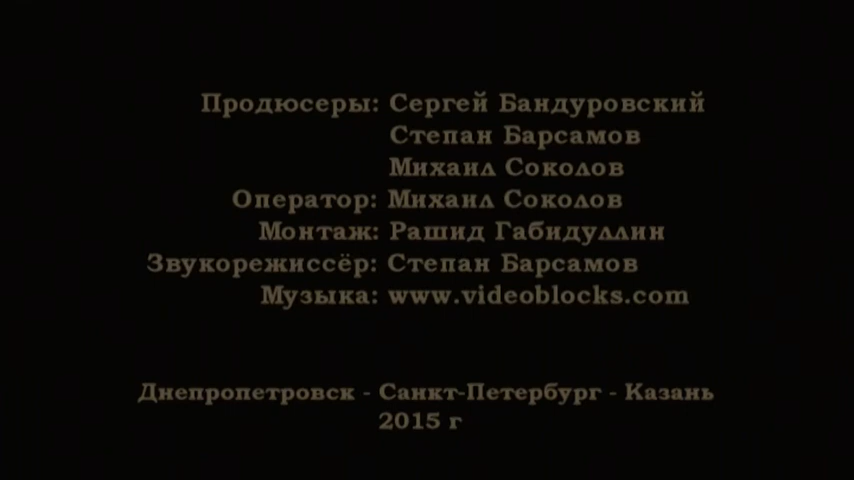 Продюсеры: Сергей Бандуровский
Степан Барсамов
Михаил Соколов
Оператор: Михаил Соколов
Монтаж: Рашид Габидуллин
Звукорежиссёр: Степан Барсамов
Музыка: www.videoblocks.com
Днепропетровск - Санкт-Петербург - Казань
2015 г